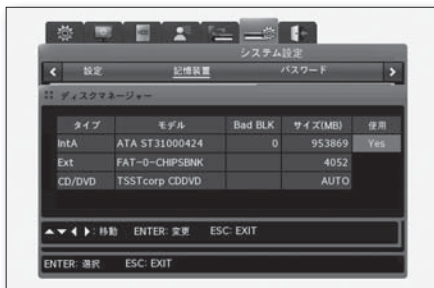 システム設定
設定 記憶装置 パスワード
ディスクマネージャー
タイプ モデル Bad BLK サイズ(MB) 使用
IntA ATA ST31000424 0 953869 Yes
Ext FAT-0-CHIPSBNK 4052
CD/DVD TSSTcorp CDDVD AUTO
▲▼◀▶: 移動 ENTER: 変更 ESC: EXIT
ENTER: 選択 ESC: EXIT